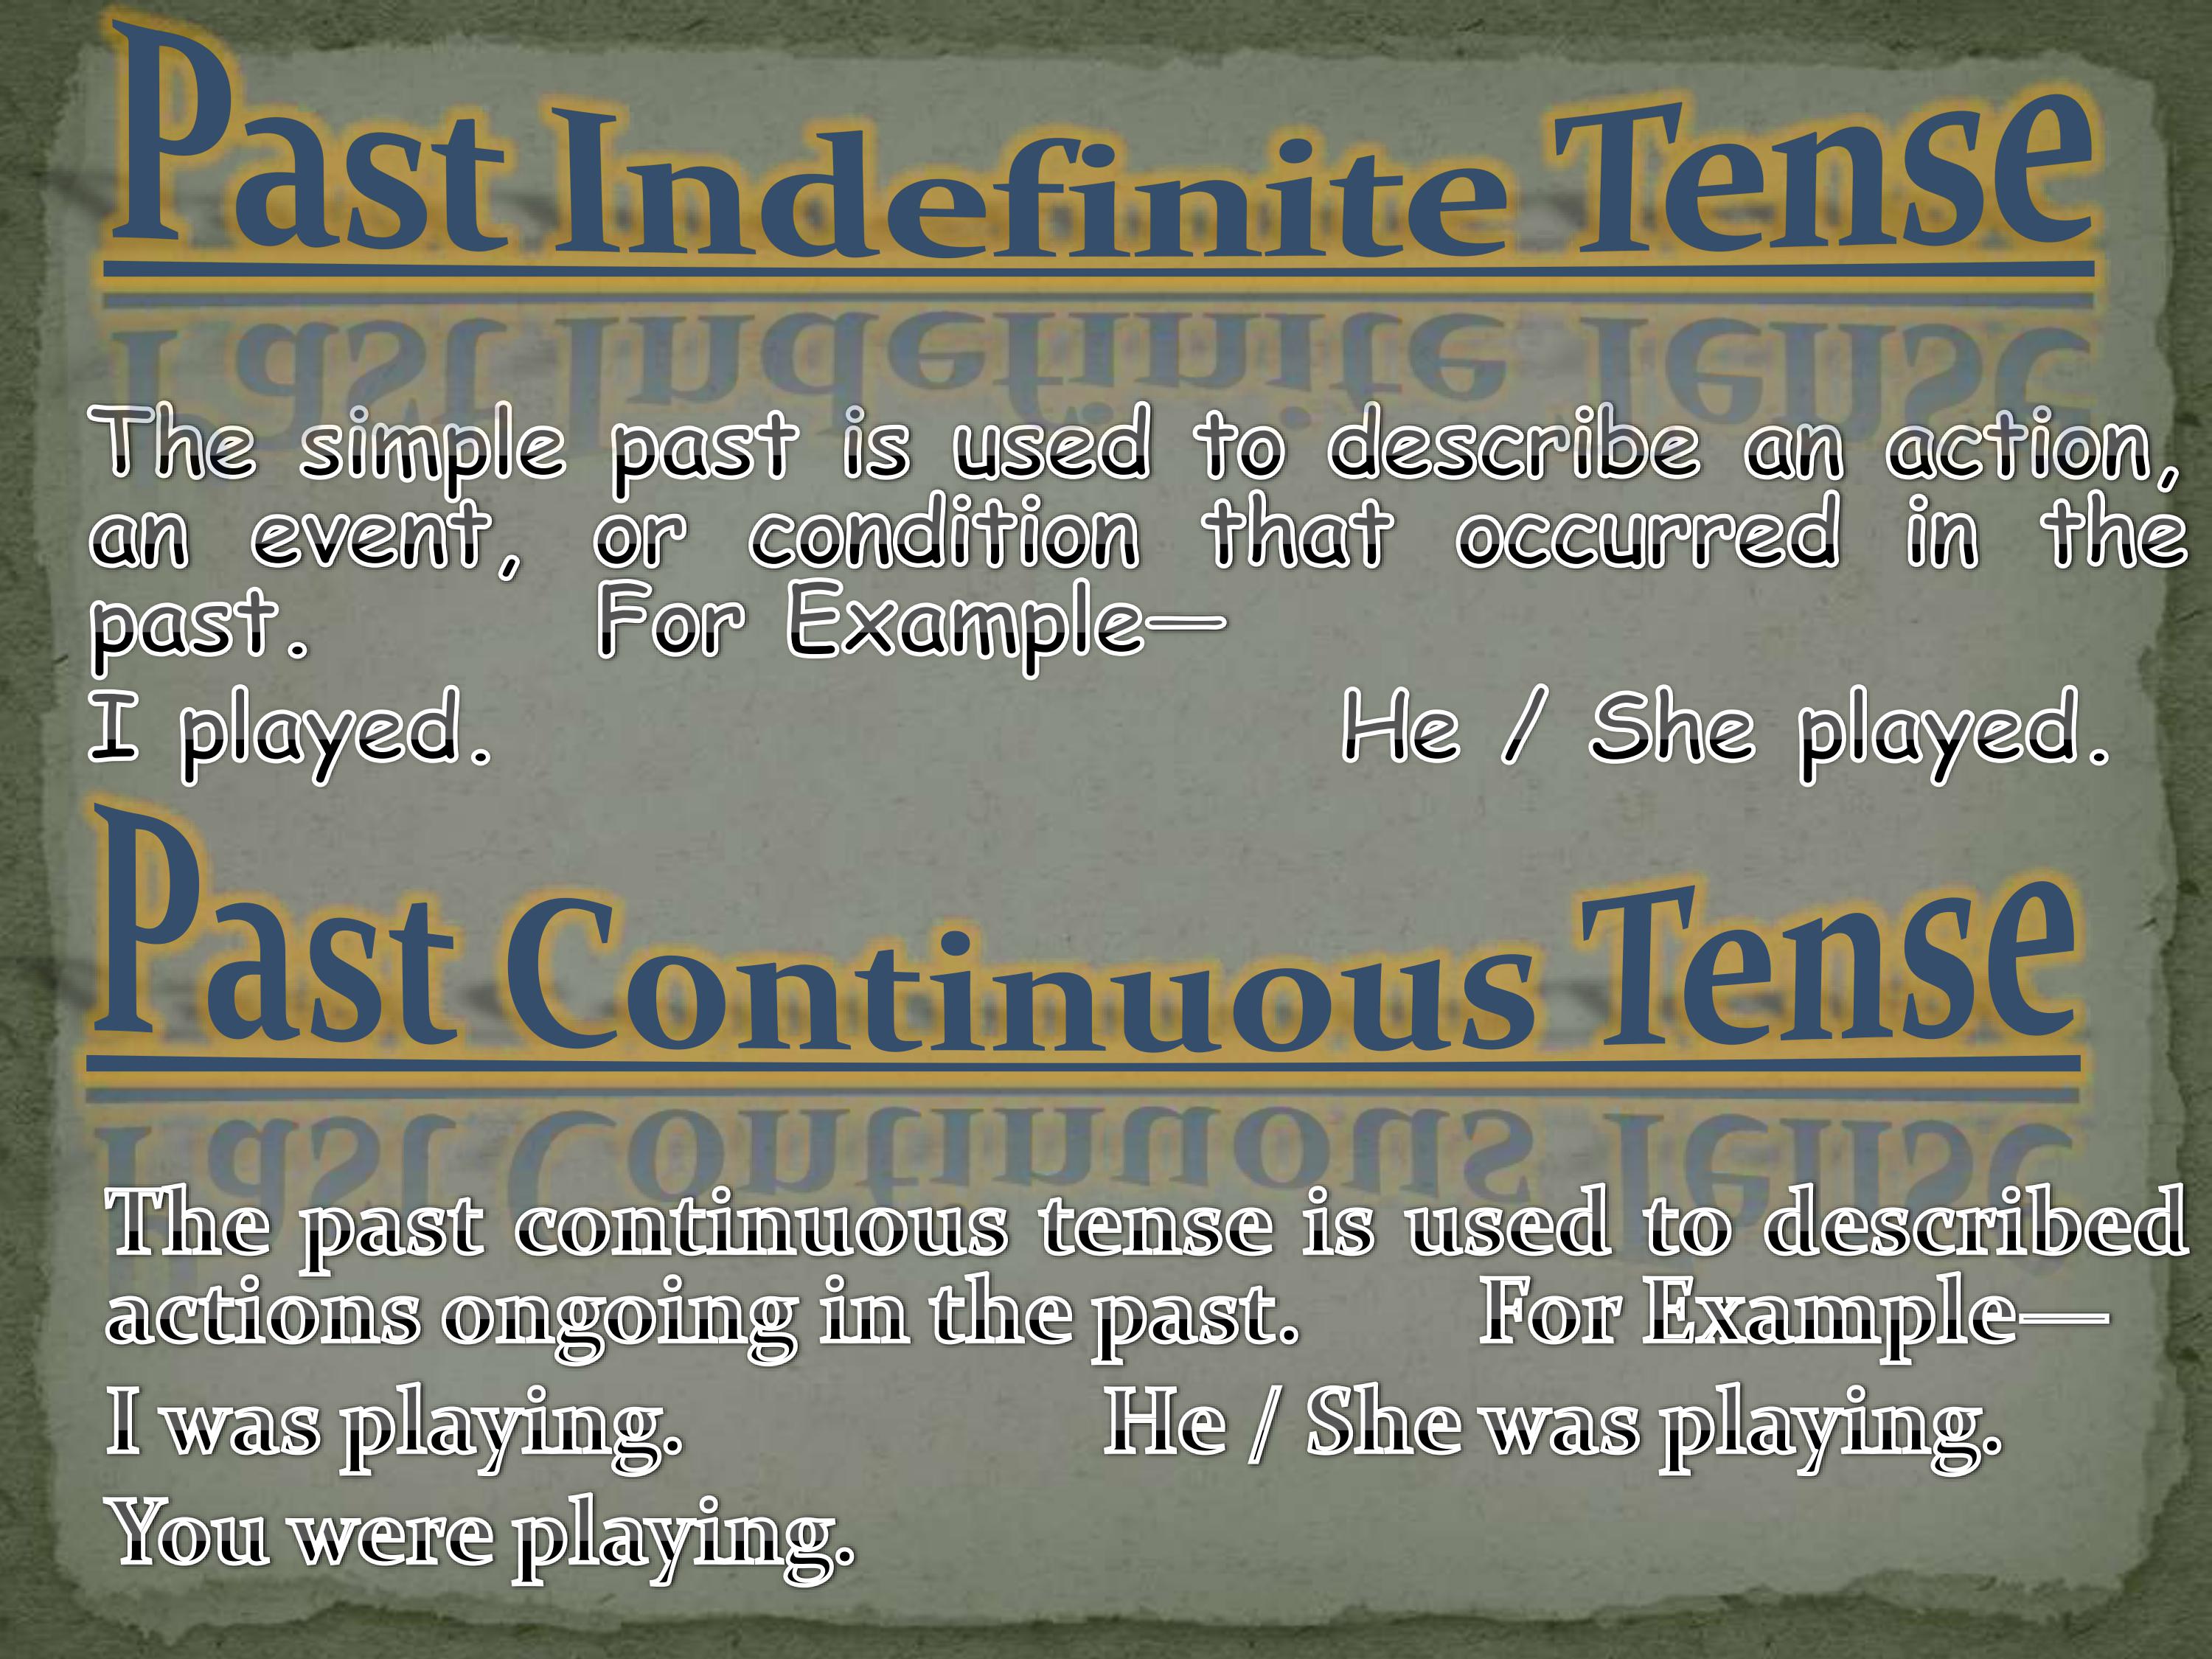 Past Indefinite Tense
The simple past is used to describe an action,
an event, or condition that occurred in the
past. For Example—
I played. He / She played.
Past Continuous Tense
The past continuous tense is used to described
actions ongoing in the past. For Example—
I was playing. He / She was playing.
You were playing.